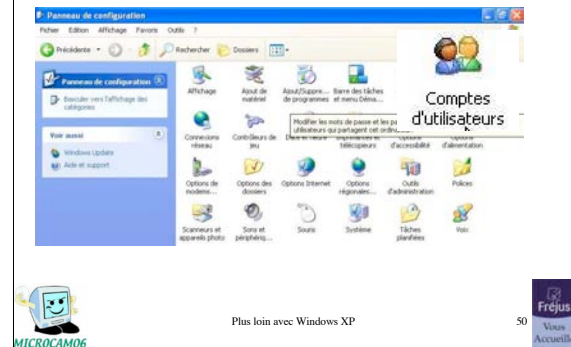 Panneau de configuration
Fichier Edition Affichage Favoris Outils ?
Précédente Rechercher Dossiers
Panneau de configuration
Basculer vers l'affichage des catégories
Voir aussi
Windows Update
Aide et support
Affichage
Ajout de matériel
Ajout/Suppre... de programmes
Barre des tâches et menu Déma...
Comptes
d'utilisateurs
Modifier les mots de passe et les
utilisateurs qui partagent cet
Connexions réseau
Contrôleurs de jeu
télécopieurs
d'accessibilité
d'alimentation
Options de modems...
Options des dossiers
Options Internet
Options régionales...
Outils d'administration
Polices
Scanneurs et appareils photo
Sons et périphériq...
Souris
Système
Tâches planifiées
Voix
MICROCAM06
Plus loin avec Windows XP
50
Fréjus
Vous
Accueille